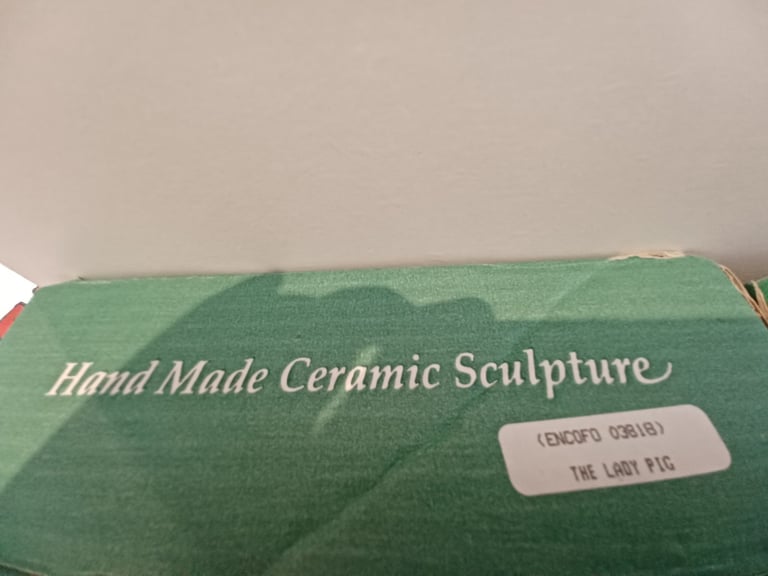 Hand Made Ceramic Sculpture
(ENCOFO 03818)
THE LADY PIG